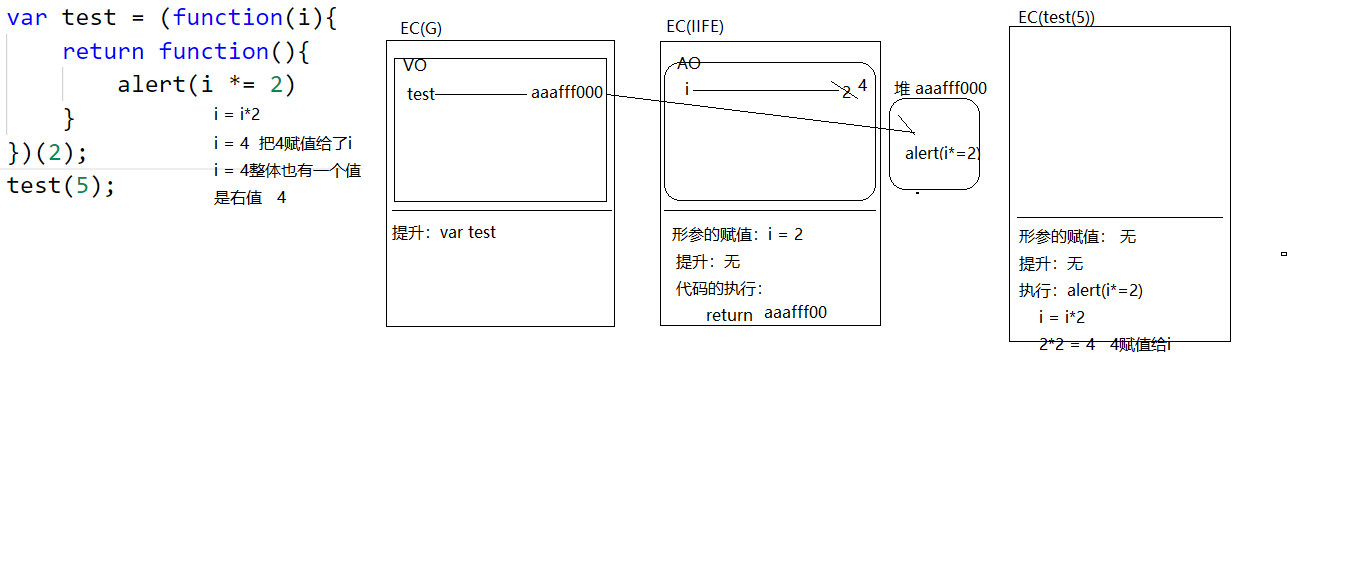 var test = (function(i){
return function(){
alert(i *= 2)
}
})(2);
test(5);
i = i*2
i = 4 把4赋值给了i
i = 4整体也有一个值
是右值 4
EC(G)
VO
test
aaafff000
提升：var test
EC(IIFE)
AO
i
2 4
形参的赋值：i = 2
提升：无
代码的执行：
return aaafff00
堆 aaafff000
alert(i*=2)
EC(test(5))
形参的赋值： 无
提升：无
执行：alert(i*=2)
i = i*2
2*2 = 4 4赋值给i